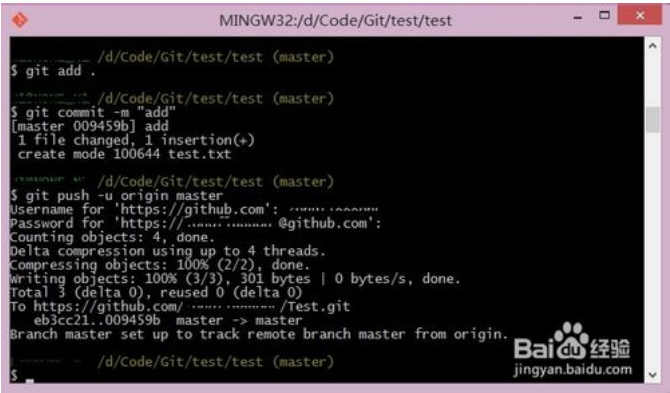 MINGW32:/d/Code/Git/test/test
/d/Code/Git/test/test (master)
$ git add .
/d/Code/Git/test/test (master)
$ git commit -m "add"
[master 009459b] add
1 file changed, 1 insertion(+)
create mode 100644 test.txt
/d/Code/Git/test/test (master)
$ git push -u origin master
Username for 'https://github.com':
Password for 'https:// @github.com':
Counting objects: 4, done.
Delta compression using up to 4 threads.
Compressing objects: 100% (2/2), done.
Writing objects: 100% (3/3), 301 bytes | 0 bytes/s, done.
Total 3 (delta 0), reused 0 (delta 0)
To https://github.com/ /Test.git
eb3cc21..009459b master -> master
Branch master set up to track remote branch master from origin.
/d/Code/Git/test/test (master)
$
Baidu 经验
jingyan.baidu.com